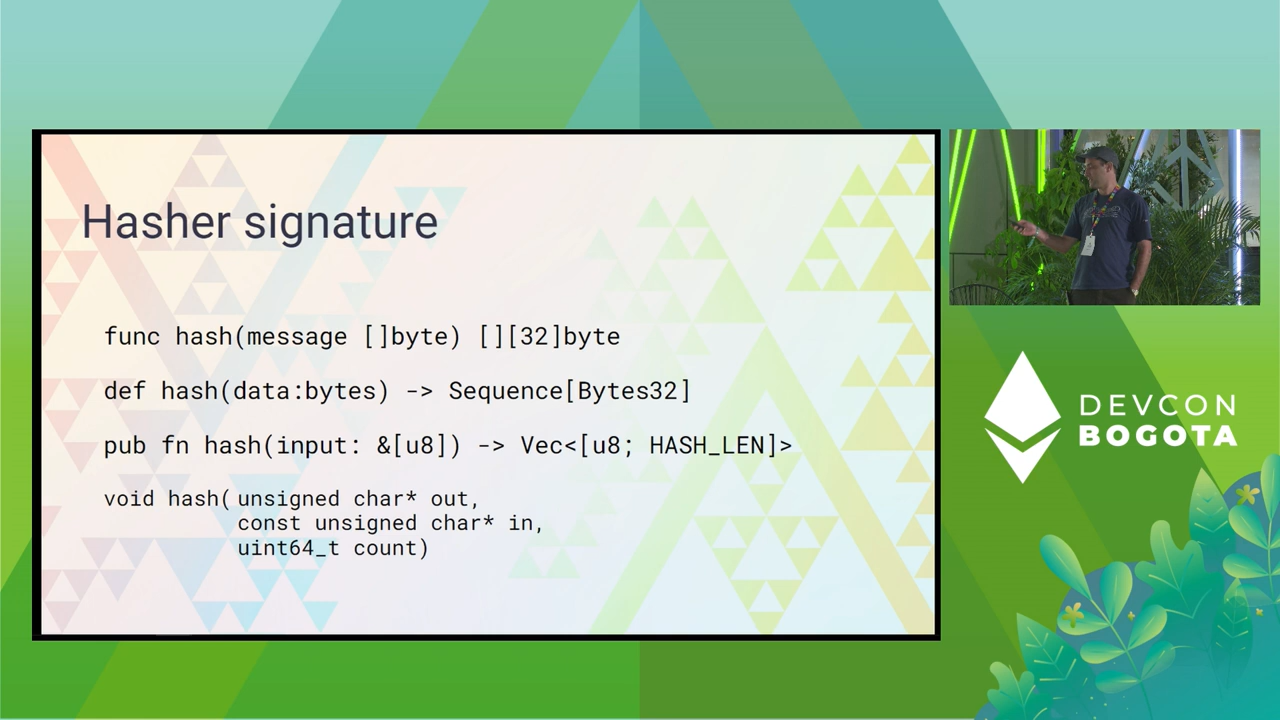 Hasher signature
func hash(message []byte) [][32]byte
def hash(data:bytes) -> Sequence[Bytes32]
pub fn hash(input: &[u8]) -> Vec<[u8; HASH_LEN]>
void hash( unsigned char* out,
const unsigned char* in,
uint64_t count)
DEVCON
BOGOTA